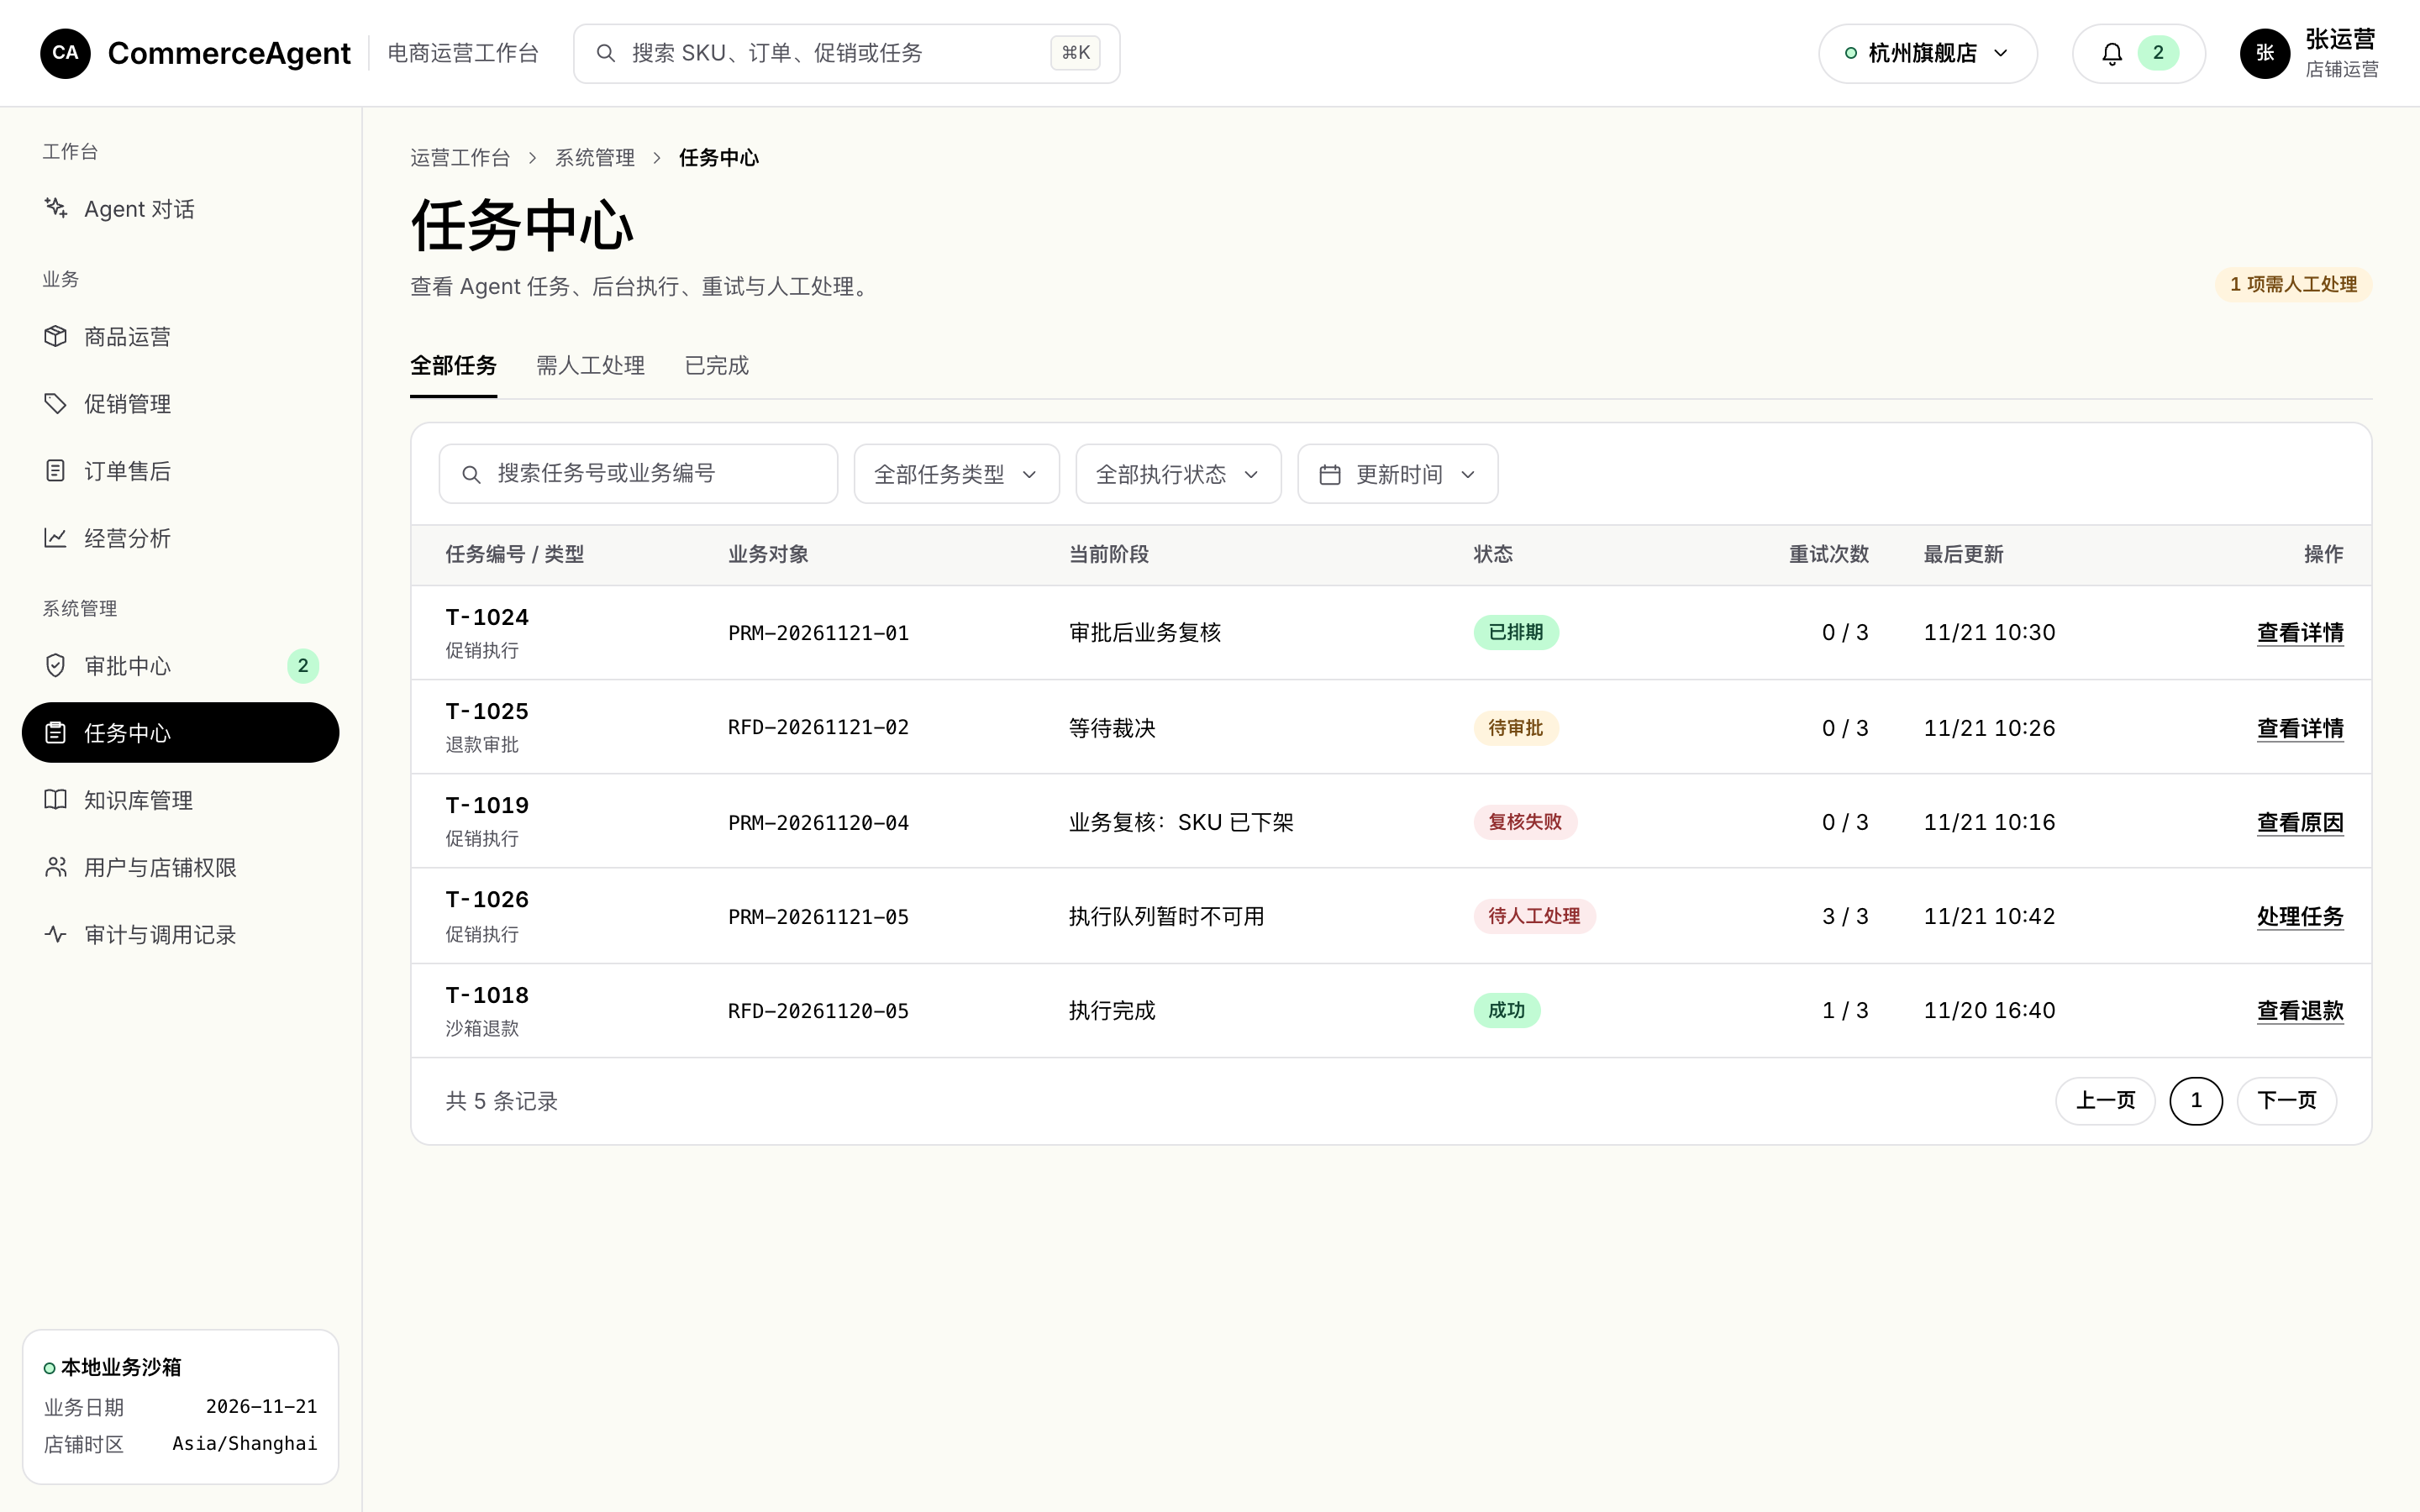 CA CommerceAgent 电商运营工作台 搜索 SKU、订单、促销或任务 ⌘K 杭州旗舰店 2 张 张运营
店铺运营
工作台
Agent 对话
业务
商品运营
促销管理
订单售后
经营分析
系统管理
审批中心 2
任务中心
知识库管理
用户与店铺权限
审计与调用记录
本地业务沙箱
业务日期 2026-11-21
店铺时区 Asia/Shanghai
运营工作台 > 系统管理 > 任务中心
任务中心
查看 Agent 任务、后台执行、重试与人工处理。 1 项需人工处理
全部任务 需人工处理 已完成
搜索任务号或业务编号 全部任务类型 全部执行状态 更新时间
任务编号 / 类型 业务对象 当前阶段 状态 重试次数 最后更新 操作
T-1024
促销执行 PRM-20261121-01 审批后业务复核 已排期 0 / 3 11/21 10:30 查看详情
T-1025
退款审批 RFD-20261121-02 等待裁决 待审批 0 / 3 11/21 10:26 查看详情
T-1019
促销执行 PRM-20261120-04 业务复核：SKU 已下架 复核失败 0 / 3 11/21 10:16 查看原因
T-1026
促销执行 PRM-20261121-05 执行队列暂时不可用 待人工处理 3 / 3 11/21 10:42 处理任务
T-1018
沙箱退款 RFD-20261120-05 执行完成 成功 1 / 3 11/20 16:40 查看退款
共 5 条记录 上一页 1 下一页